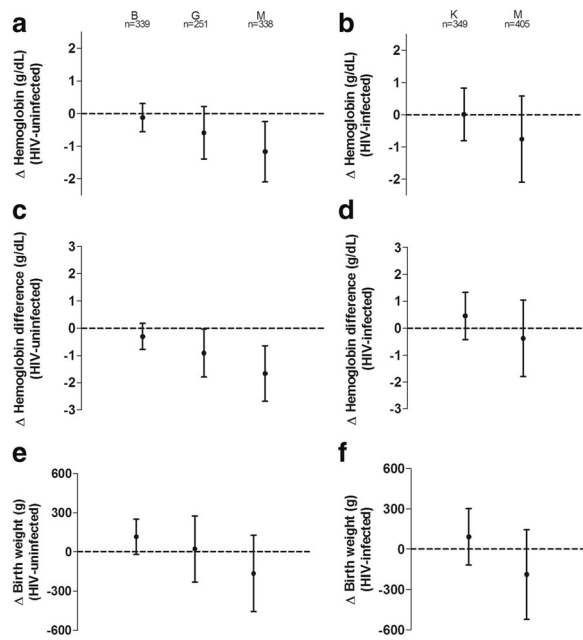 a
B G M
n=339 n=251 n=338
Δ Hemoglobin (g/dL)
(HIV-uninfected)
2
1
0
-1
-2
b
K M
n=349 n=405
Δ Hemoglobin (g/dL)
(HIV-infected)
2
1
0
-1
-2
c
Δ Hemoglobin difference (g/dL)
(HIV-uninfected)
3
2
1
0
-1
-2
-3
d
Δ Hemoglobin difference (g/dL)
(HIV-infected)
3
2
1
0
-1
-2
-3
e
Δ Birth weight (g)
(HIV-uninfected)
600
300
0
-300
-600
f
Δ Birth weight (g)
(HIV-infected)
600
300
0
-300
-600